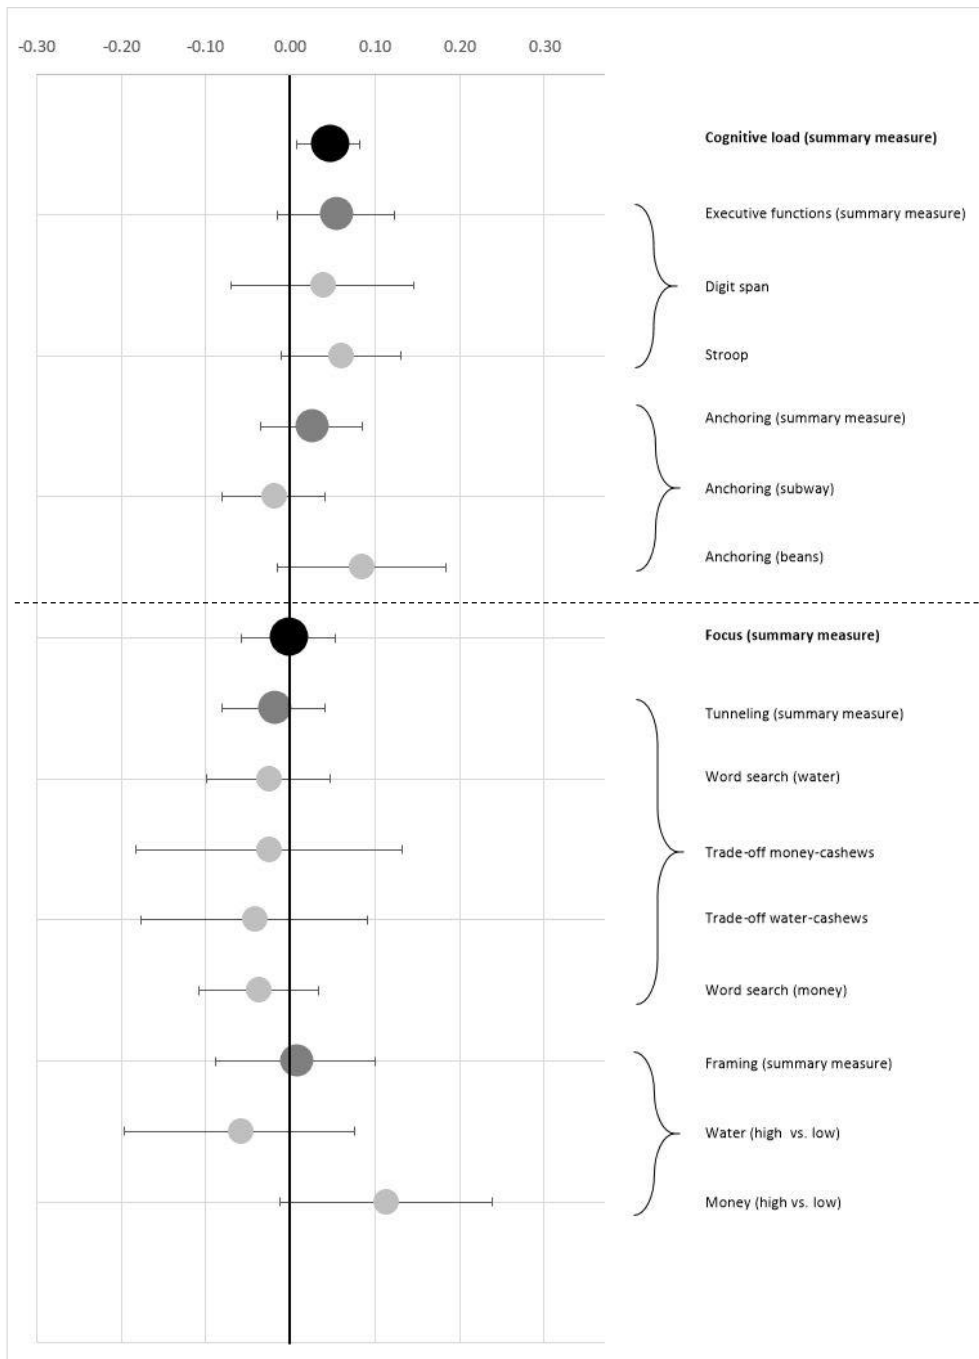 -0.30 -0.20 -0.10 0.00 0.10 0.20 0.30
Cognitive load (summary measure)
Executive functions (summary measure)
Digit span
Stroop
Anchoring (summary measure)
Anchoring (subway)
Anchoring (beans)
Focus (summary measure)
Tunneling (summary measure)
Word search (water)
Trade-off money-cashews
Trade-off water-cashews
Word search (money)
Framing (summary measure)
Water (high vs. low)
Money (high vs. low)